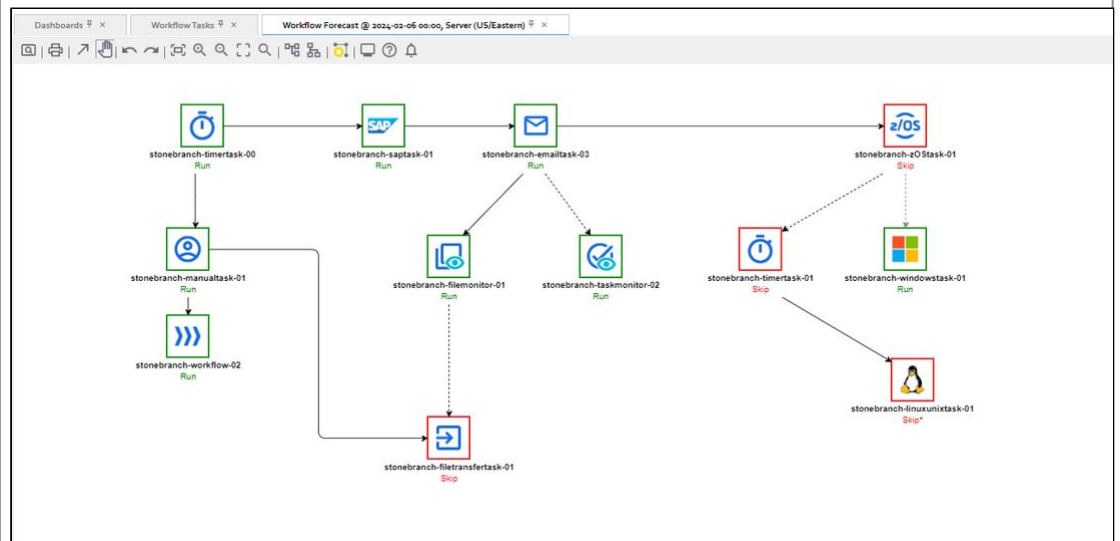 Dashboards
Workflow Tasks
Workflow Forecast @ 2024-02-06 00:00, Server (US/Eastern)
SAP
z/OS
stonebranch-timertask-00
Run
stonebranch-saptask-01
Run
stonebranch-emailtask-03
Run
stonebranch-zOStask-01
Skip
stonebranch-manualtask-01
Run
stonebranch-filemonitor-01
Run
stonebranch-taskmonitor-02
Run
stonebranch-timertask-01
Skip
stonebranch-windowstask-01
Run
stonebranch-workflow-02
Run
stonebranch-linuxunixtask-01
Skip*
stonebranch-filetransfertask-01
Skip